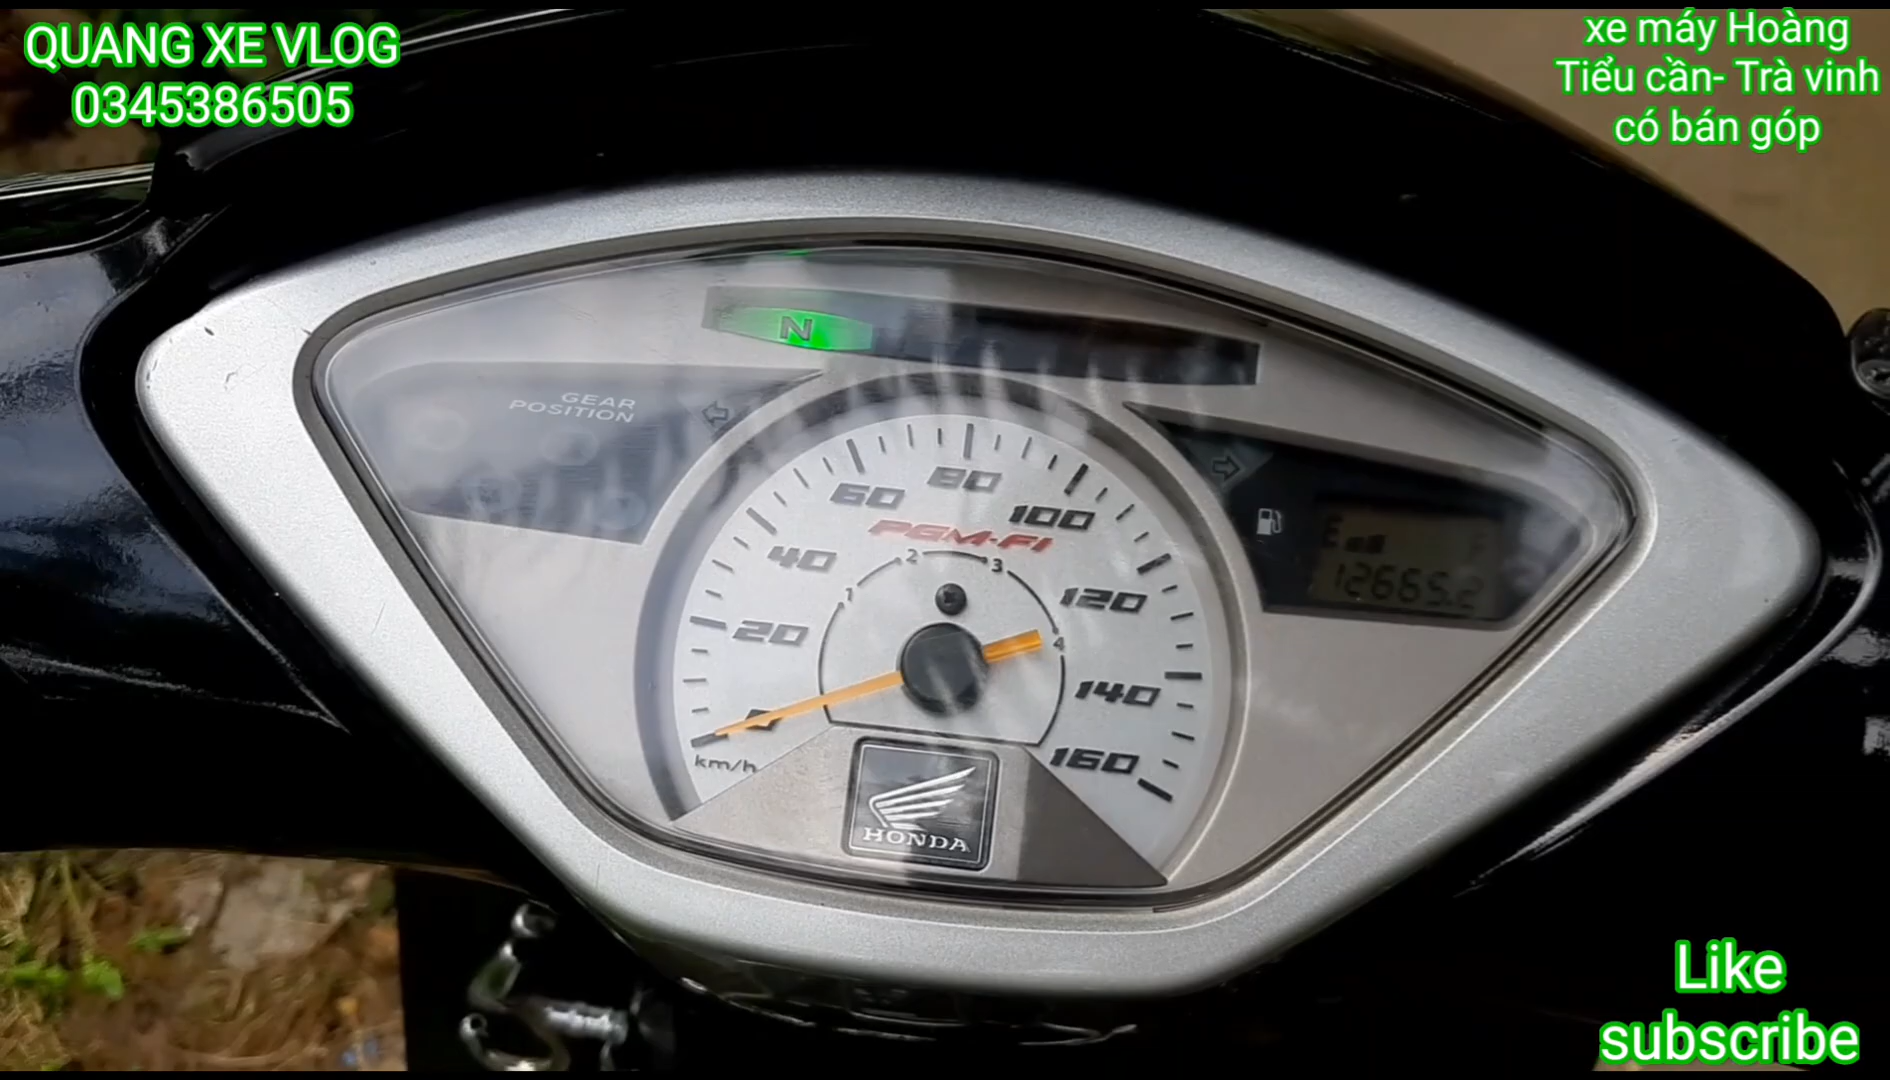 QUANG XE VLOG
0345386505
xe máy Hoàng
Tiểu cần- Trà vinh
có bán góp
N
GEAR
POSITION
60
80
100
PGM-FI
40
2
3
1
120
20
4
140
0
160
km/h
E
F
12665.2
HONDA
Like
subscribe